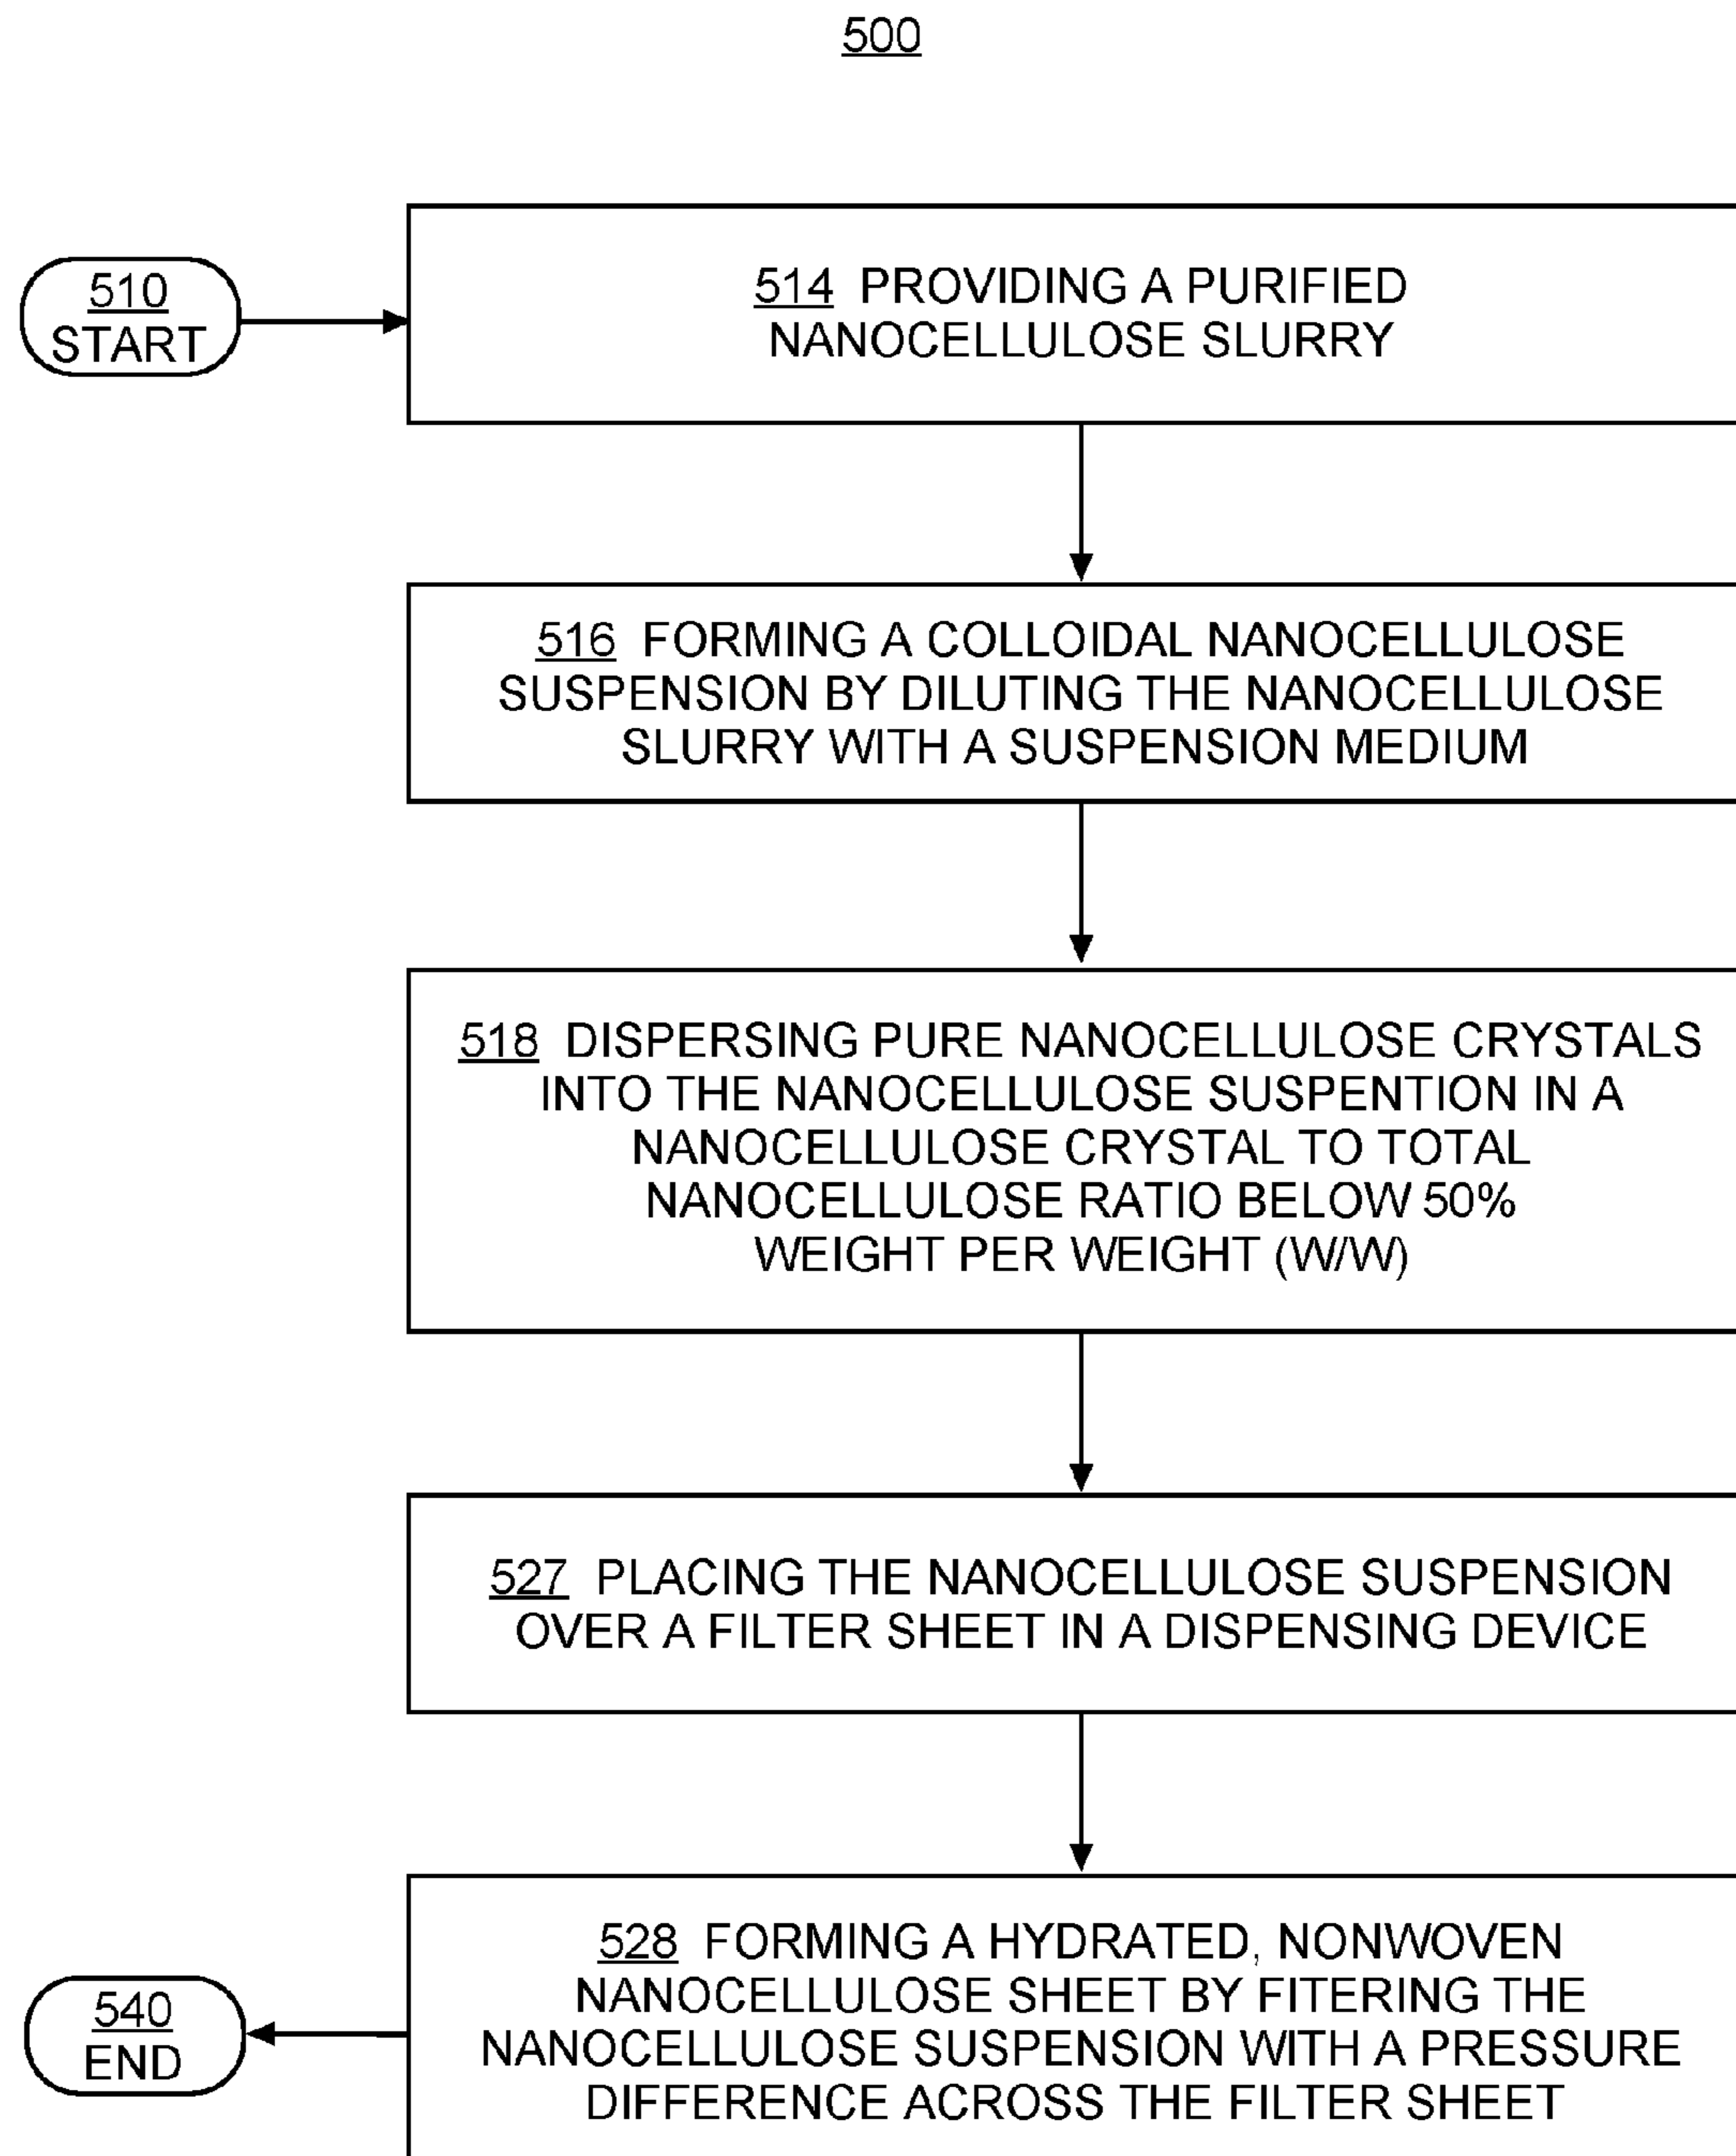 500
510
START
514 PROVIDING A PURIFIED
NANOCELLULOSE SLURRY
516 FORMING A COLLOIDAL NANOCELLULOSE
SUSPENSION BY DILUTING THE NANOCELLULOSE
SLURRY WITH A SUSPENSION MEDIUM
518 DISPERSING PURE NANOCELLULOSE CRYSTALS
INTO THE NANOCELLULOSE SUSPENTION IN A
NANOCELLULOSE CRYSTAL TO TOTAL
NANOCELLULOSE RATIO BELOW 50%
WEIGHT PER WEIGHT (W/W)
527 PLACING THE NANOCELLULOSE SUSPENSION
OVER A FILTER SHEET IN A DISPENSING DEVICE
528 FORMING A HYDRATED, NONWOVEN
NANOCELLULOSE SHEET BY FITERING THE
NANOCELLULOSE SUSPENSION WITH A PRESSURE
DIFFERENCE ACROSS THE FILTER SHEET
540
END